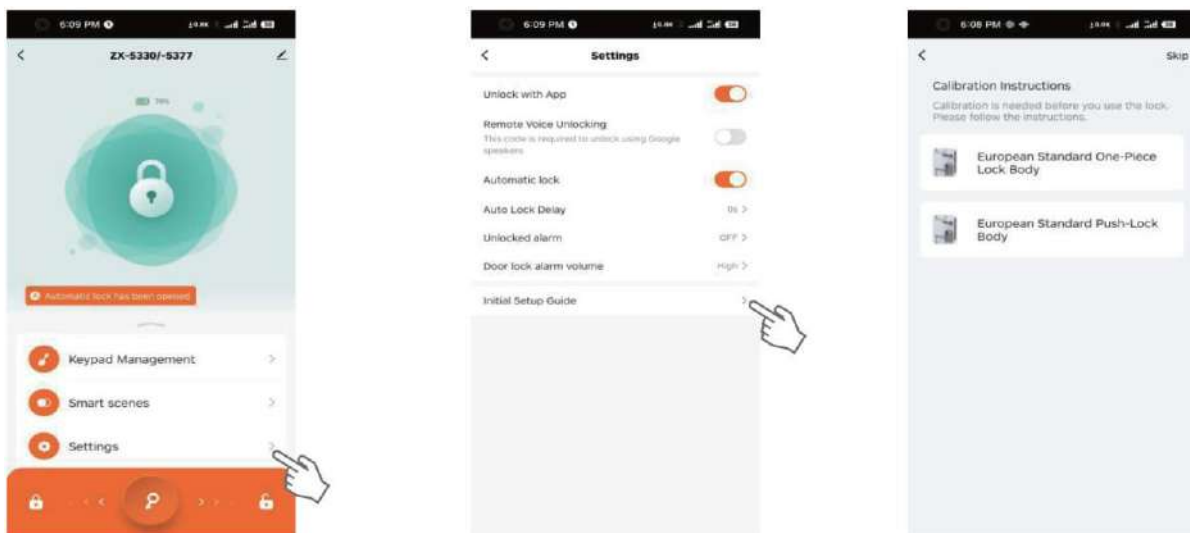 6:09 PM
ZX-5330/-5377
Automatic lock has been opened
Keypad Management
Smart scenes
Settings
6:09 PM
Settings
Unlock with App
Remote Voice Unlocking
This code is required to unlock using Google
speakers
Automatic lock
Auto Lock Delay
0s
Unlocked alarm
OFF
Door lock alarm volume
High
Initial Setup Guide
6:08 PM
Skip
Calibration Instructions
Calibration is needed before you use the lock.
Please follow the instructions.
European Standard One-Piece
Lock Body
European Standard Push-Lock
Body